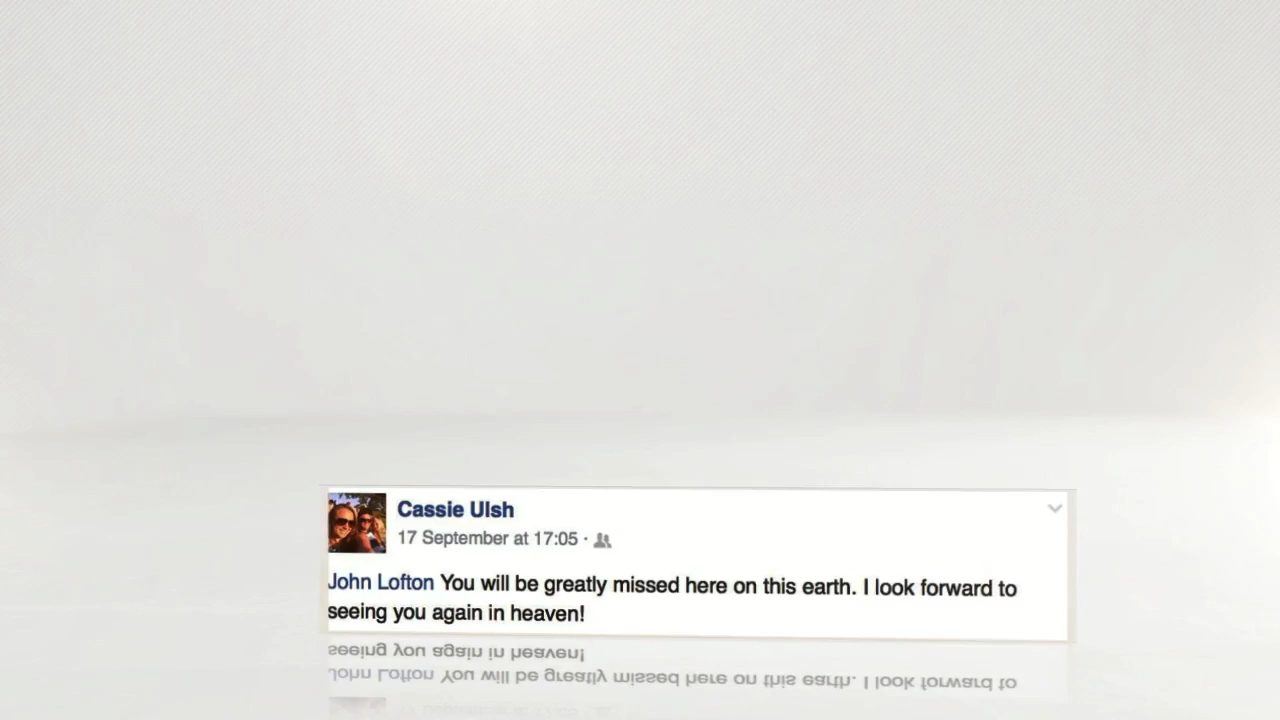 Cassie Ulsh
17 September at 17:05 ·
John Lofton You will be greatly missed here on this earth. I look forward to
seeing you again in heaven!